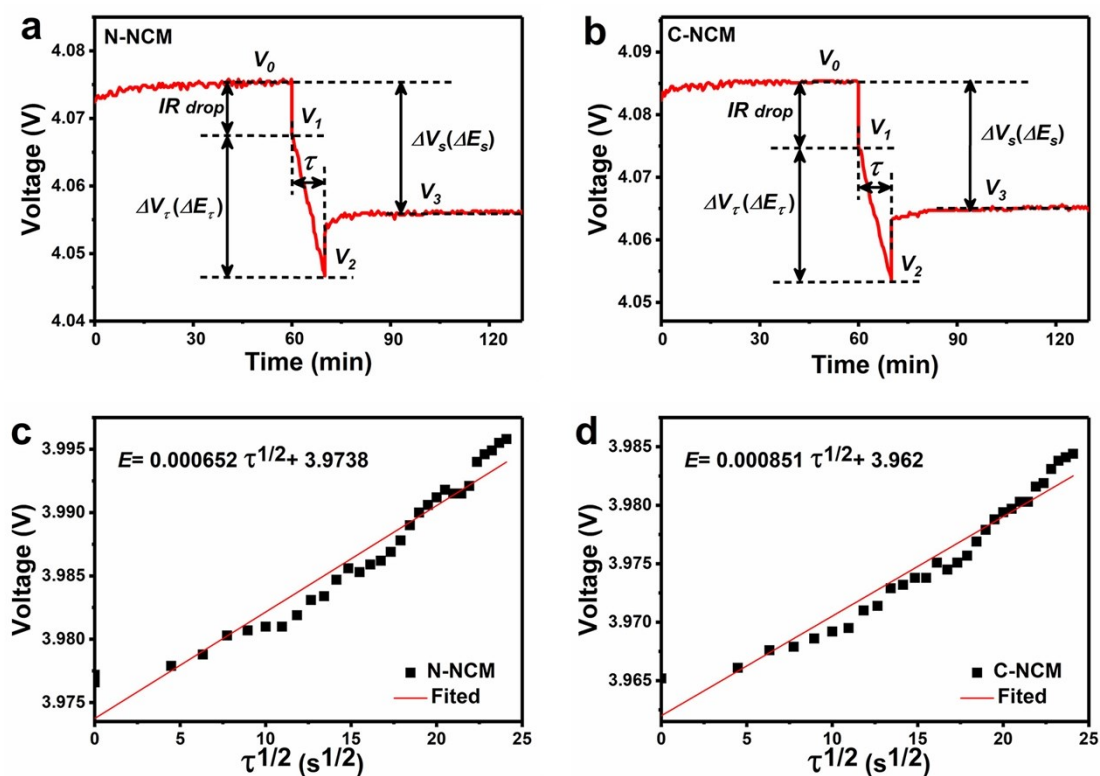 a
N-NCM
4.08
4.07
4.06
4.05
4.04
Voltage (V)
V0
IR drop
V1
τ
ΔVs(ΔEs)
ΔVτ(ΔEτ)
V3
V2
0
30
60
90
120
Time (min)
b
C-NCM
4.09
4.08
4.07
4.06
4.05
Voltage (V)
V0
IR drop
V1
τ
ΔVs(ΔEs)
ΔVτ(ΔEτ)
V3
V2
0
30
60
90
120
Time (min)
c
E= 0.000652 τ1/2+ 3.9738
3.995
3.990
3.985
3.980
3.975
Voltage (V)
N-NCM
Fited
0
5
10
15
20
25
τ1/2 (s1/2)
d
E= 0.000851 τ1/2+ 3.962
3.985
3.980
3.975
3.970
3.965
Voltage (V)
C-NCM
Fited
0
5
10
15
20
25
τ1/2 (s1/2)